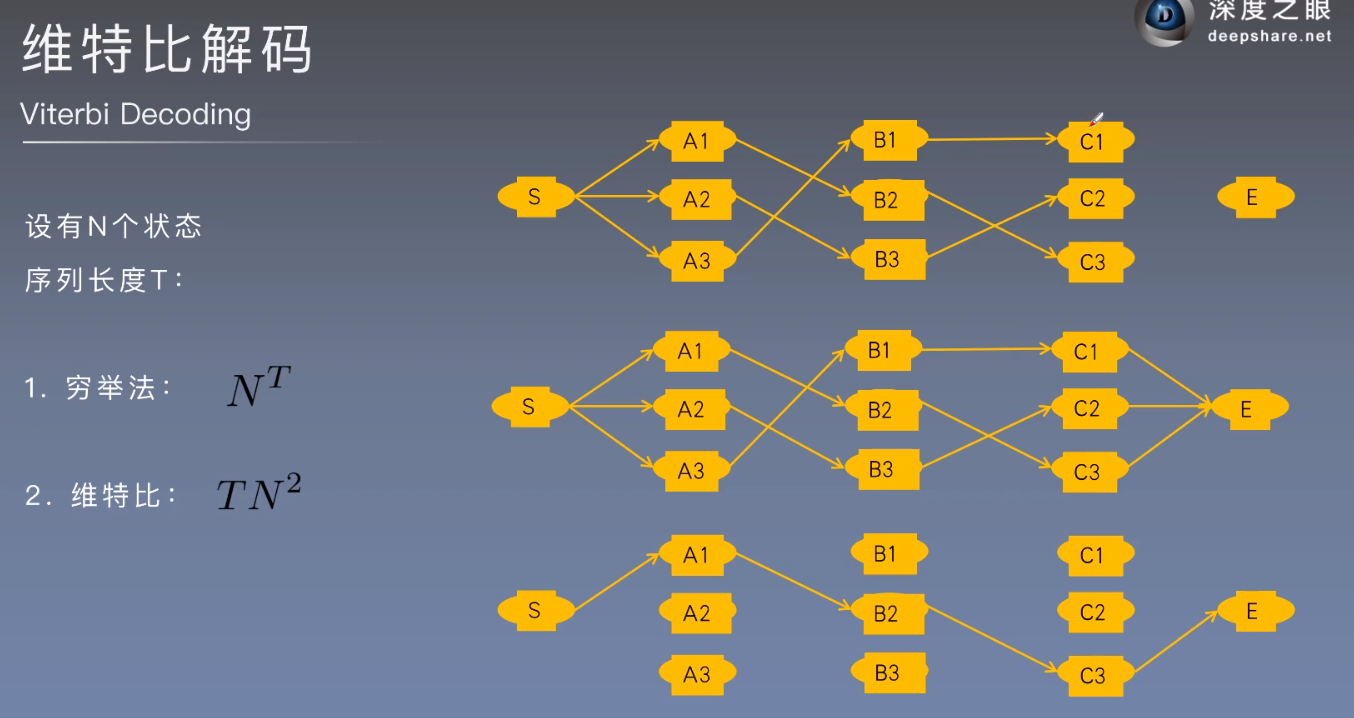 维特比解码
深度之眼
deepshare.net
Viterbi Decoding
设有N个状态
序列长度T：
1. 穷举法： N^T
2. 维特比： TN^2
A1 B1 C1
S A2 B2 C2 E
A3 B3 C3
A1 B1 C1
S A2 B2 C2 E
A3 B3 C3
A1 B1 C1
S A2 B2 C2 E
A3 B3 C3